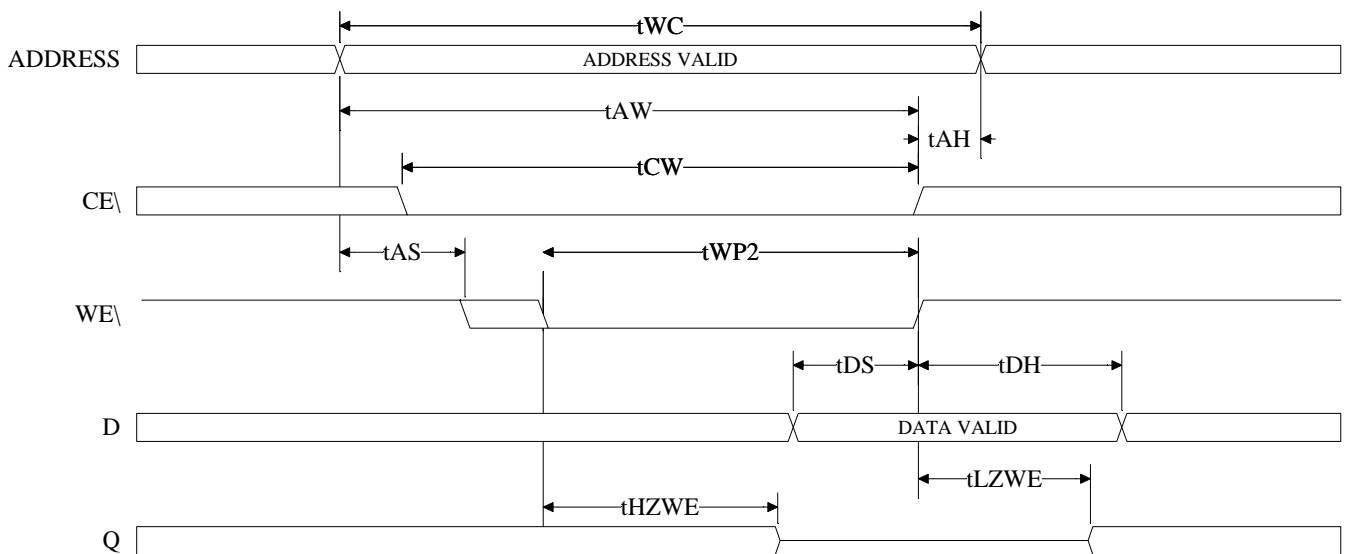 tWC
ADDRESS
ADDRESS VALID
tAW
tAH
tCW
CE\
tAS
tWP2
WE\
tDS
tDH
D
DATA VALID
tLZWE
tHZWE
Q